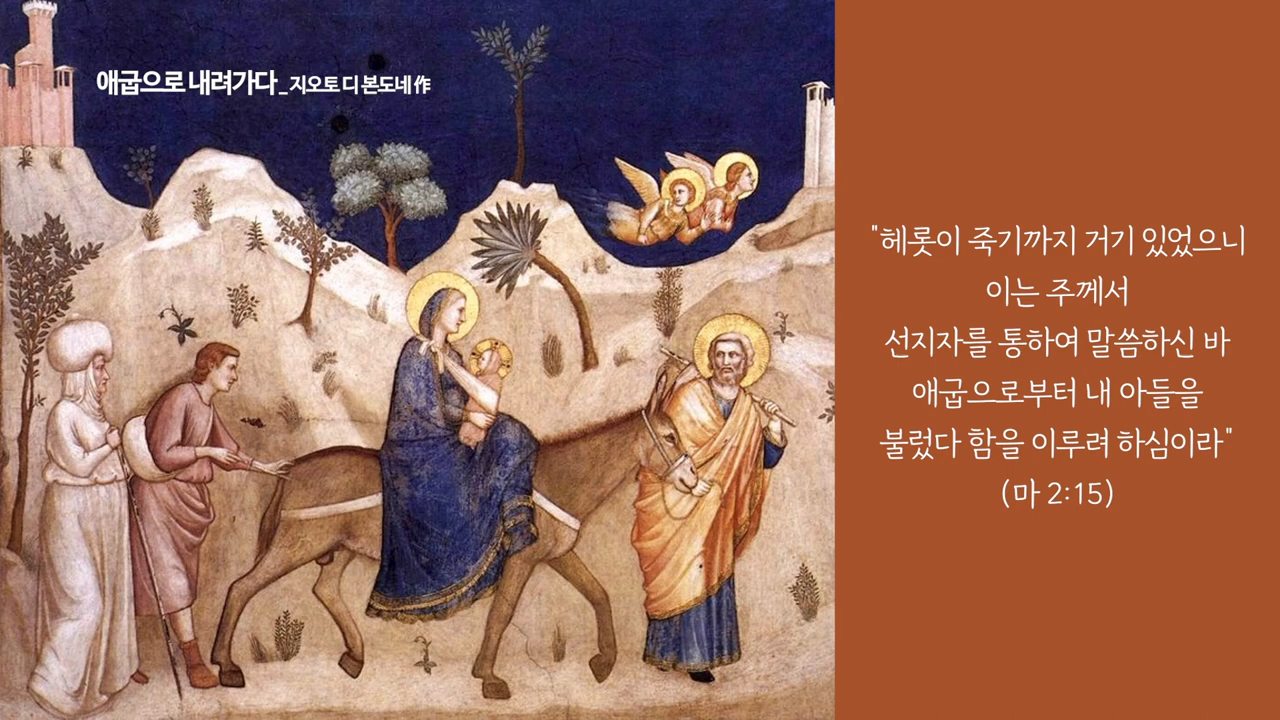 애굽으로 내려가다_지오토 디 본도네 作
"헤롯이 죽기까지 거기 있었으니
이는 주께서
선지자를 통하여 말씀하신 바
애굽으로부터 내 아들을
불렀다 함을 이루려 하심이라"
(마 2:15)